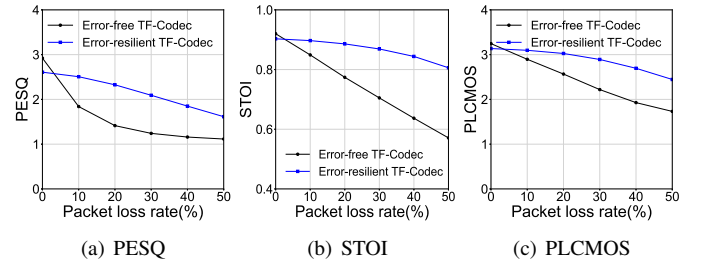 PESQ
4
3
2
1
0
Error-free TF-Codec
Error-resilient TF-Codec
0 10 20 30 40 50
Packet loss rate(%)
(a) PESQ
STOI
1.0
0.8
0.6
0.4
Error-free TF-Codec
Error-resilient TF-Codec
0 10 20 30 40 50
Packet loss rate(%)
(b) STOI
PLCMOS
4
3
2
1
0
Error-free TF-Codec
Error-resilient TF-Codec
0 10 20 30 40 50
Packet loss rate(%)
(c) PLCMOS